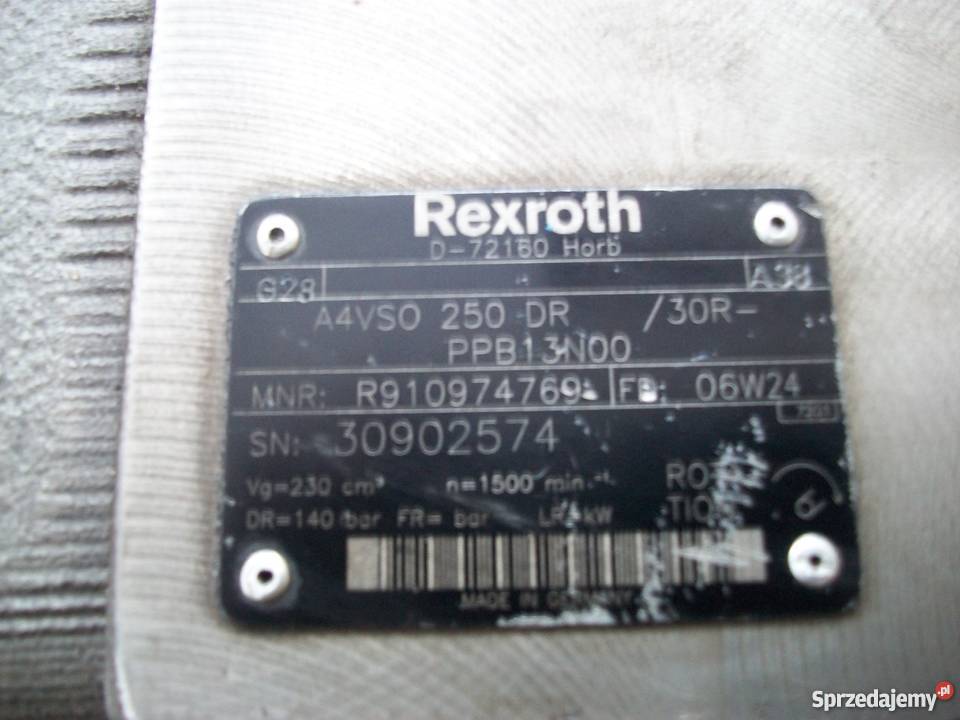 Rexroth
D-72160 Horb
G28 A38
A4VSO 250 DR /30R-
PPB13N00
MNR: R910974769 FD: 06W24
7201
SN: 30902574
Vg=230 cm³ n=1500 min.-1
DR=140 bar FR= bar LR= kW
MADE IN GERMANY
Sprzedajemy.pl